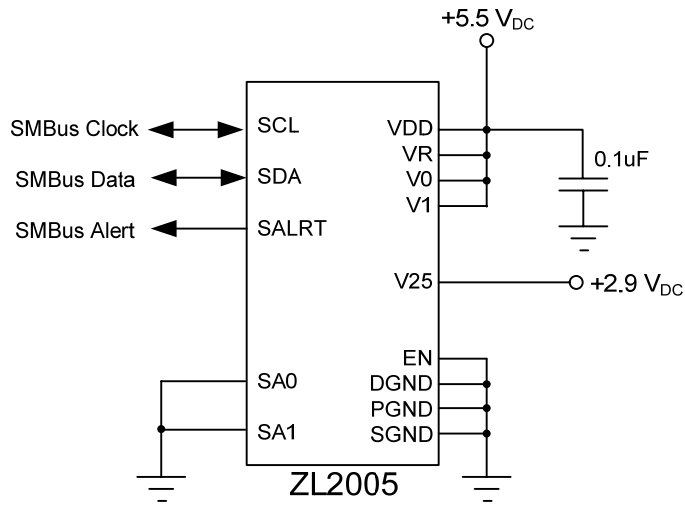 +5.5 VDC
SMBus Clock
SCL
VDD
VR
0.1uF
SMBus Data
SDA
V0
V1
SMBus Alert
SALRT
V25
+2.9 VDC
EN
SA0
DGND
PGND
SA1
SGND
ZL2005